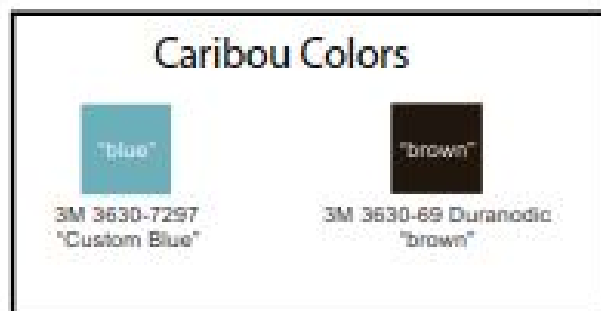 Caribou Colors
"blue"
"brown"
3M 3630-7297
"Custom Blue"
3M 3630-69 Duranodic
"brown"